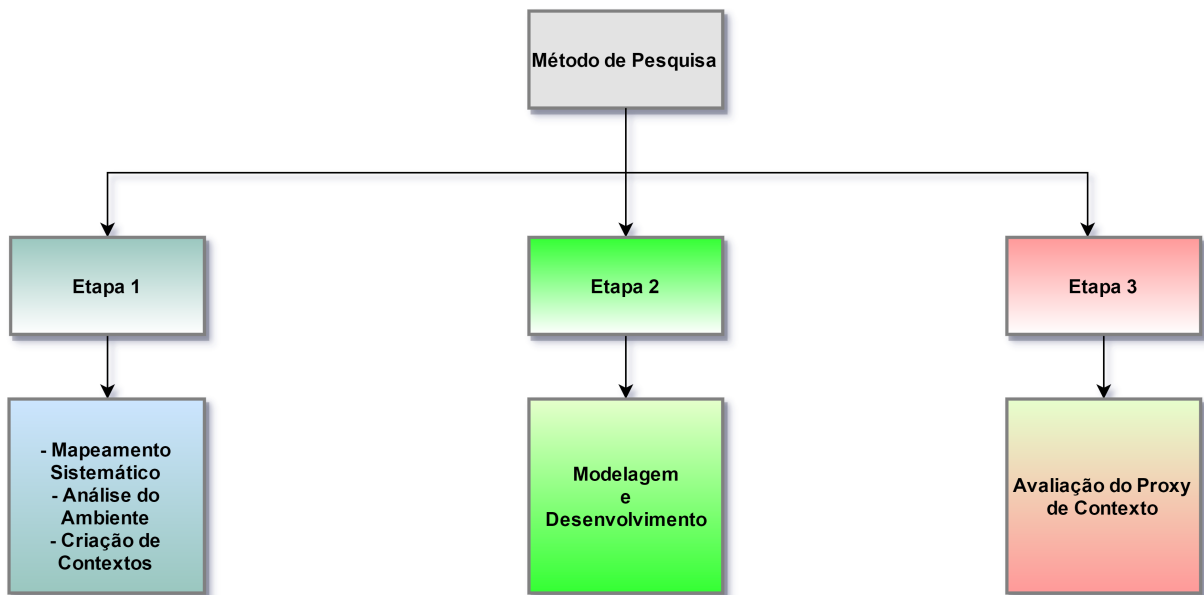 Método de Pesquisa
Etapa 1
Etapa 2
Etapa 3
- Mapeamento
Sistemático
- Análise do
Ambiente
- Criação de
Contextos
Modelagem
e
Desenvolvimento
Avaliação do Proxy
de Contexto